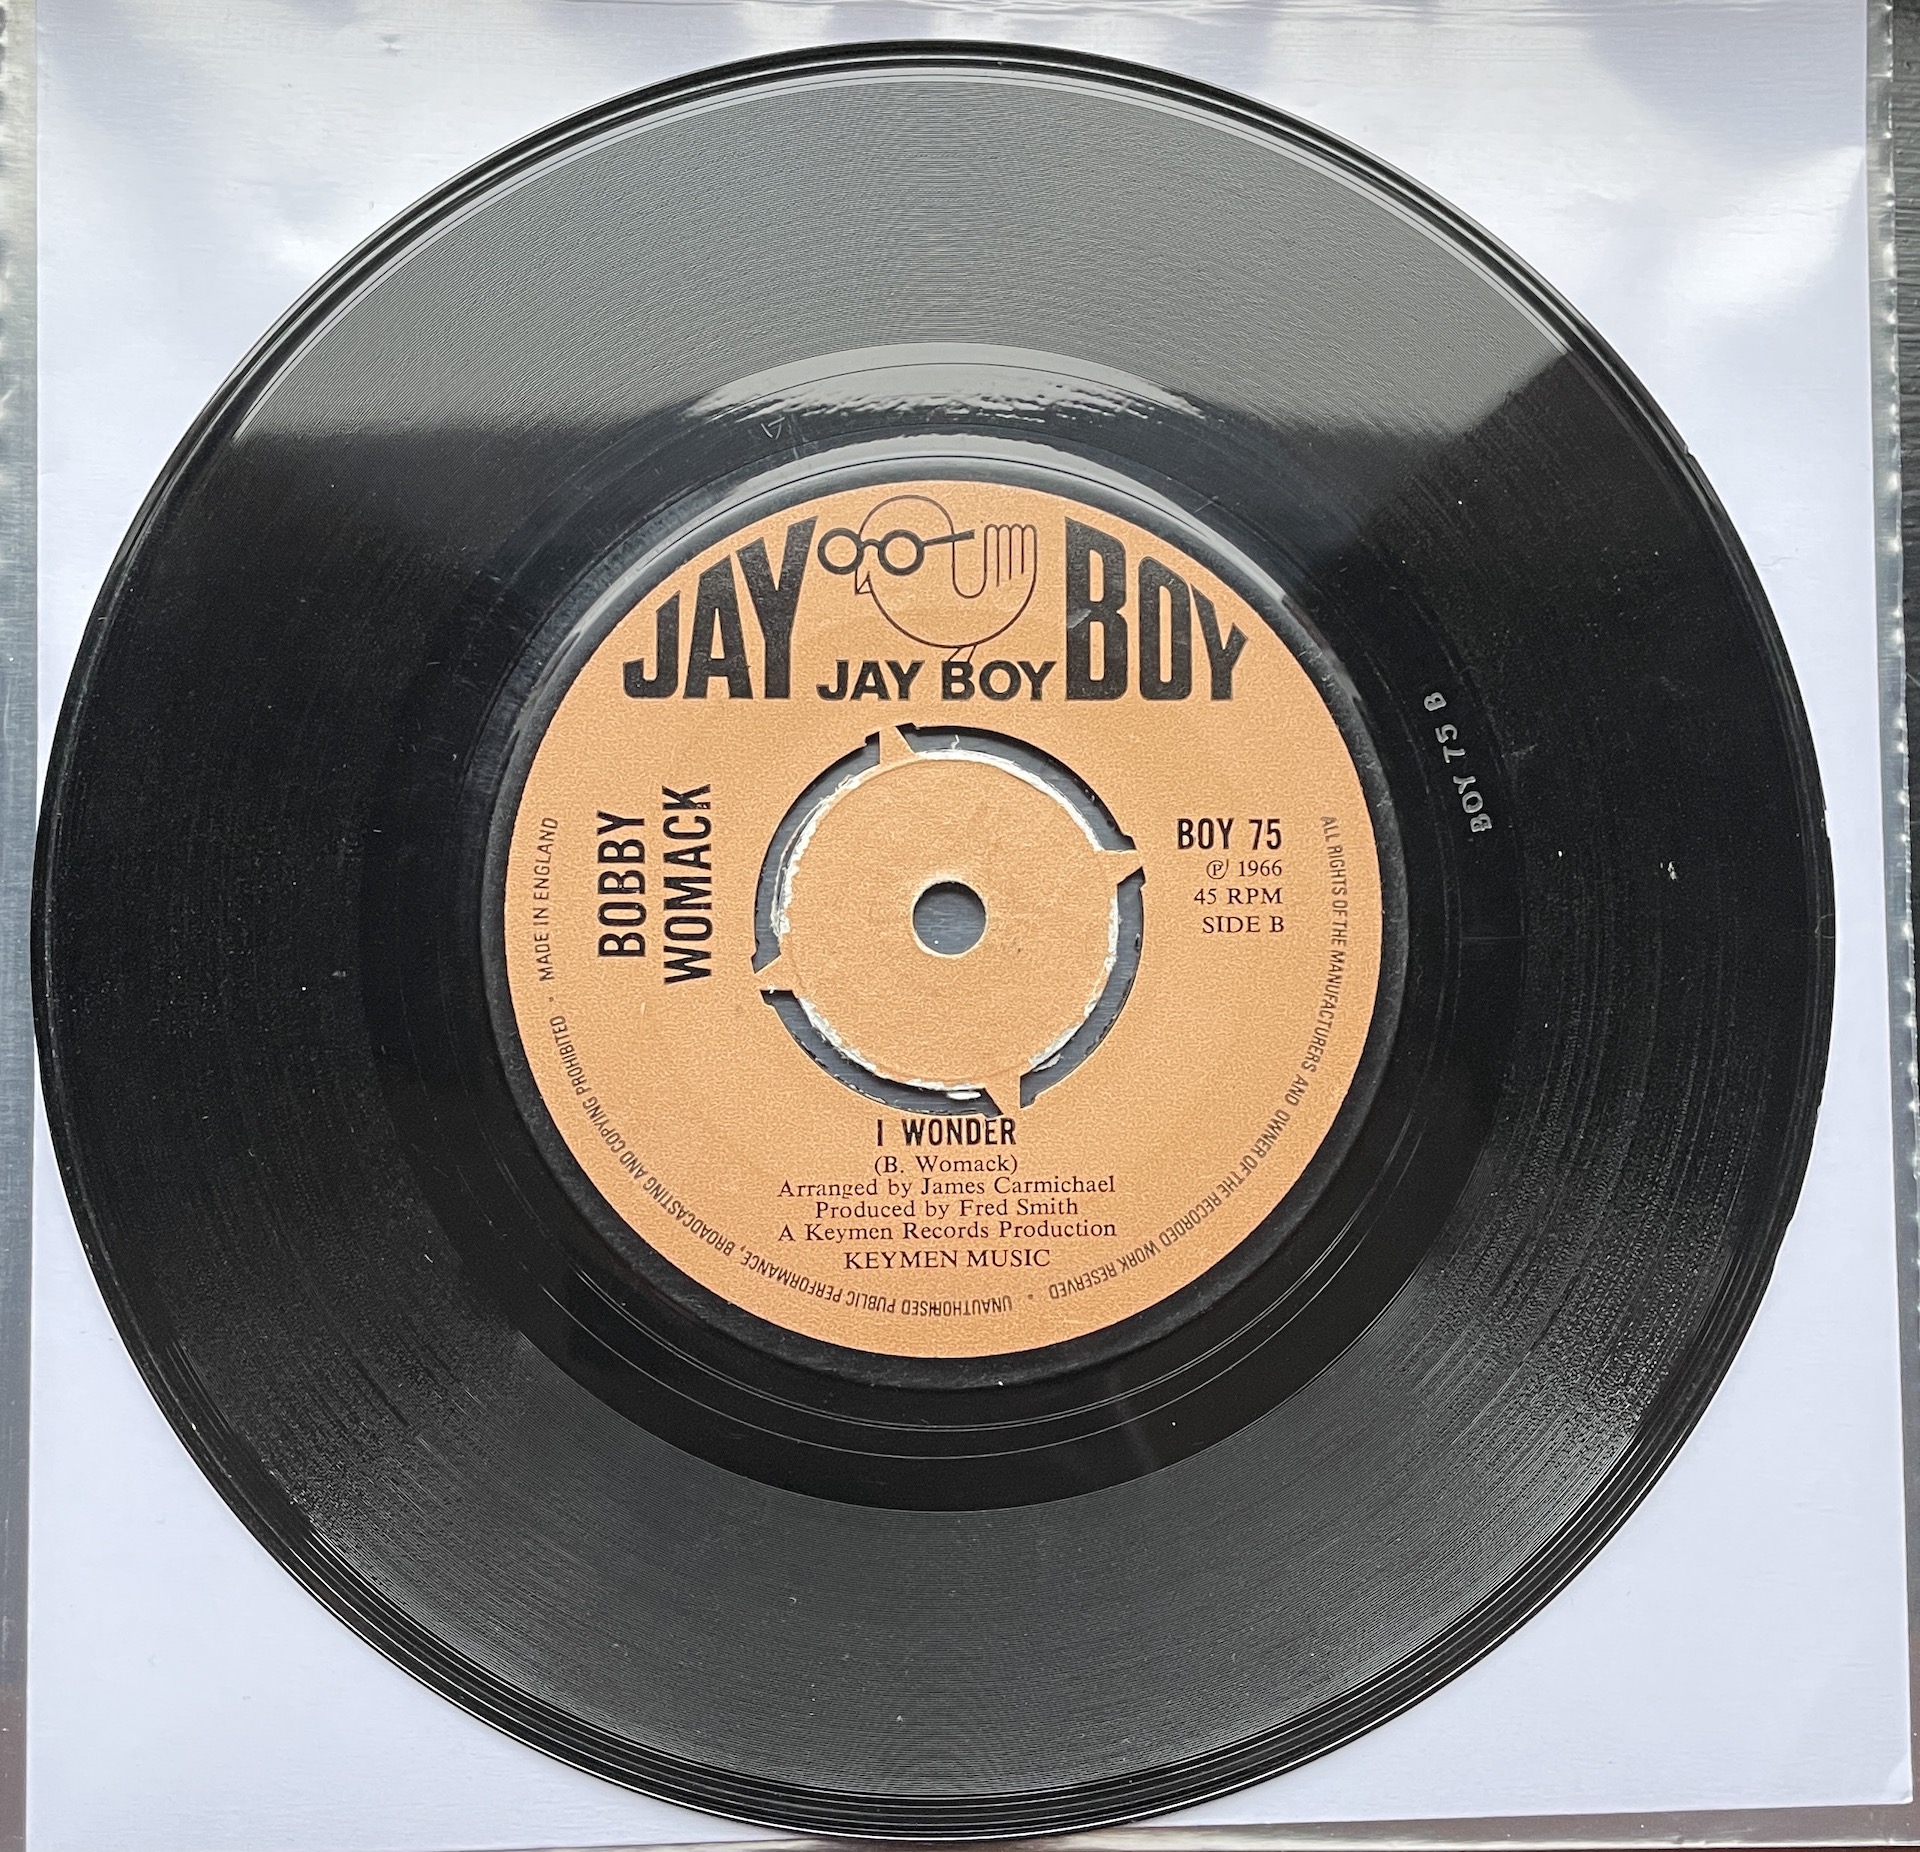 JAY BOY
JAY BOY
BOBBY
WOMACK
BOY 75
℗ 1966
45 RPM
SIDE B
I WONDER
(B. Womack)
Arranged by James Carmichael
Produced by Fred Smith
A Keymen Records Production
KEYMEN MUSIC
ALL RIGHTS OF THE MANUFACTURERS AND OWNER OF THE RECORDED WORK RESERVED • UNAUTHORISED PUBLIC PERFORMANCE, BROADCASTING AND COPYING PROHIBITED • MADE IN ENGLAND
BOY 75 B